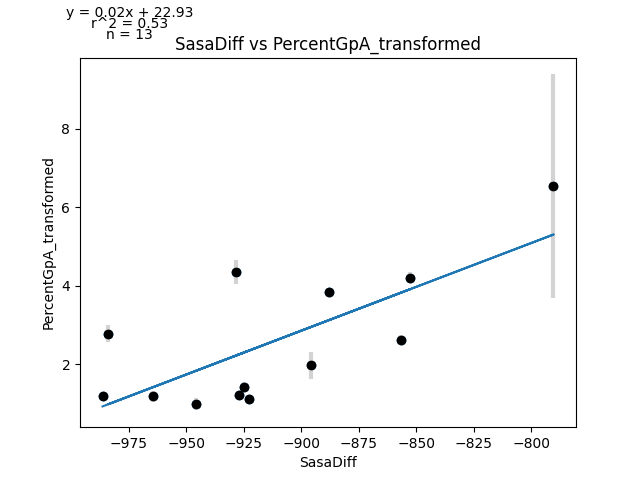 y = 0.02x + 22.93
r^2 = 0.53
n = 13
SasaDiff vs PercentGpA_transformed
PercentGpA_transformed
8
6
4
2
−975
−950
−925
−900
−875
−850
−825
−800
SasaDiff